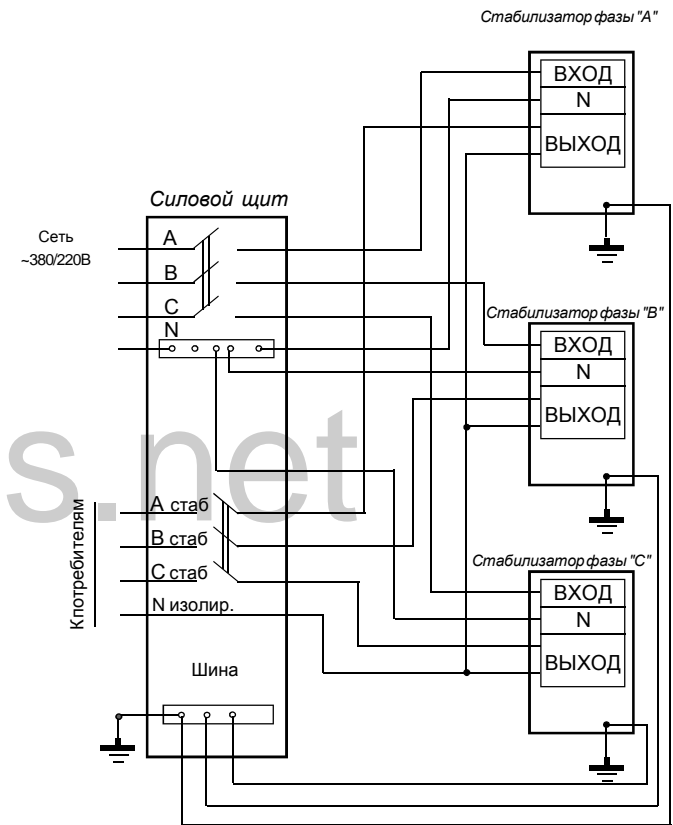 Стабилизатор фазы "А"
ВХОД
N
ВЫХОД
Силовой щит
Сеть
~380/220В
А
В
С
N
Стабилизатор фазы "В"
ВХОД
N
ВЫХОД
s.net
К потребителям
А стаб
В стаб
С стаб
N изолир.
Стабилизатор фазы "С"
ВХОД
N
ВЫХОД
Шина